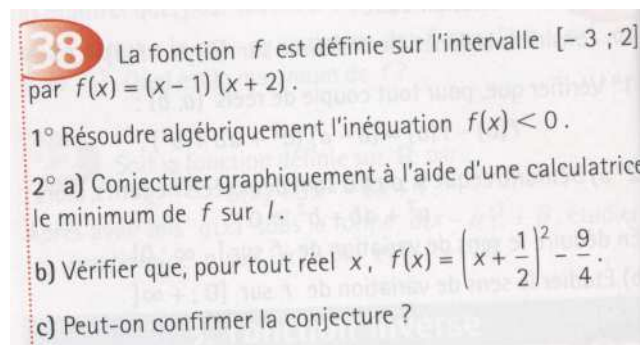 38 La fonction f est définie sur l'intervalle [– 3 ; 2]
par f(x) = (x – 1) (x + 2) .
1° Résoudre algébriquement l'inéquation f(x) < 0 .
2° a) Conjecturer graphiquement à l'aide d'une calculatrice
le minimum de f sur I .
b) Vérifier que, pour tout réel x, f(x) = (x + 1/2)² – 9/4 .
c) Peut-on confirmer la conjecture ?